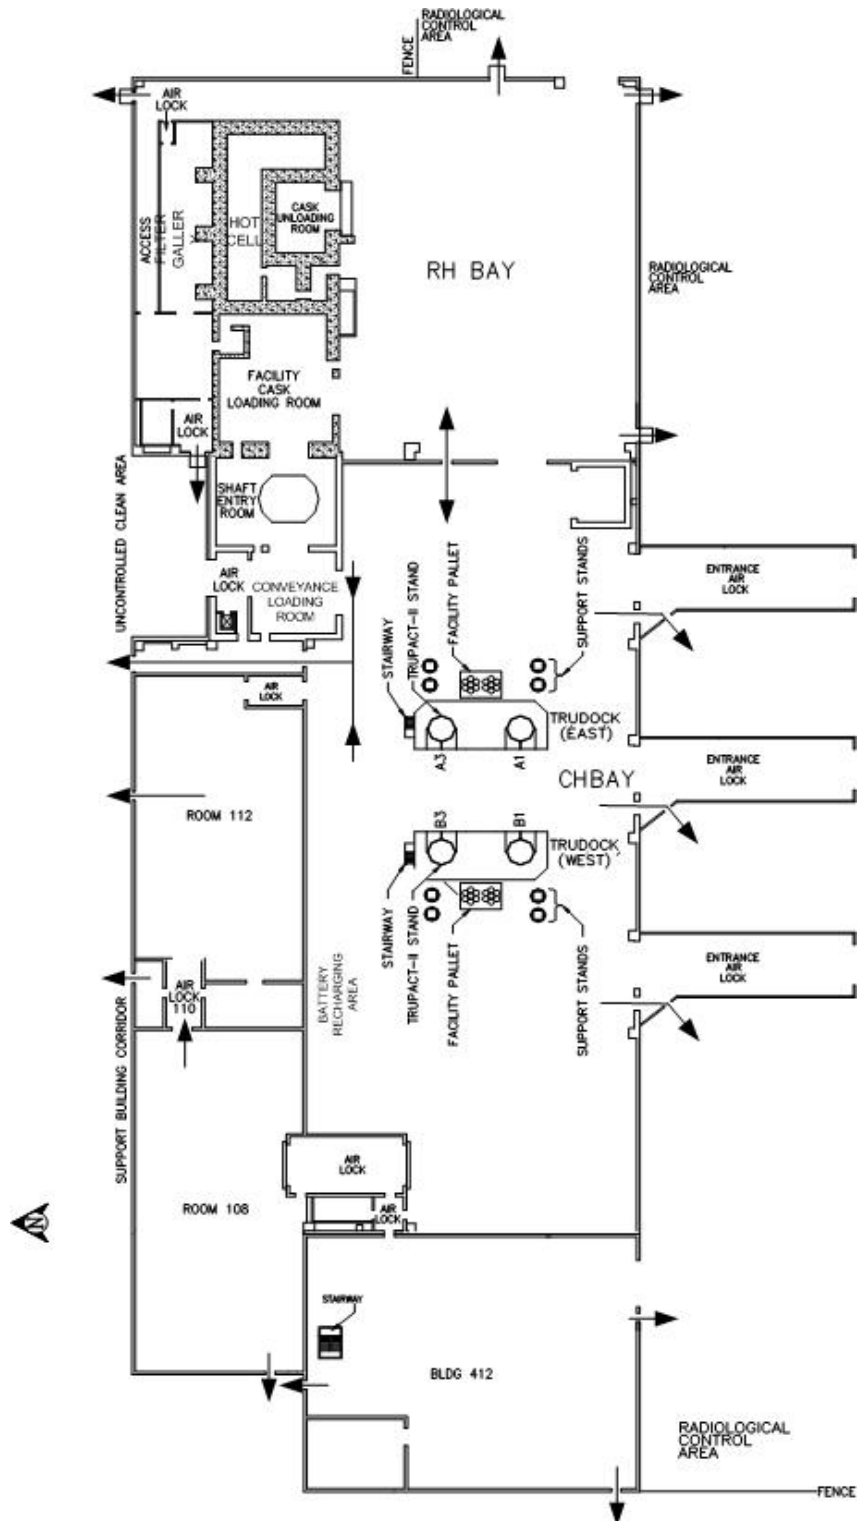 RADIOLOGICAL
CONTROL
AREA
FENCE
AIR
LOCK
ACCESS
FILTER
GALLER
Y
HOT
CELL
CASK
UNLOADING
ROOM
RH BAY
RADIOLOGICAL
CONTROL
AREA
FACILITY
CASK
LOADING ROOM
AIR
LOCK
UNCONTROLLED CLEAN AREA
SHAFT
ENTRY
ROOM
AIR
LOCK
CONVEYANCE
LOADING
ROOM
STAIRWAY
TRUPACT-II STAND
FACILITY PALLET
SUPPORT STANDS
ENTRANCE
AIR
LOCK
AIR
LOCK
TRUDOCK
(EAST)
A3
A1
CHBAY
ENTRANCE
AIR
LOCK
ROOM 112
B3
B1
TRUDOCK
(WEST)
STAIRWAY
TRUPACT-II STAND
FACILITY PALLET
SUPPORT STANDS
ENTRANCE
AIR
LOCK
AIR
LOCK
110
BATTERY
RECHARGING
AREA
SUPPORT BUILDING CORRIDOR
AIR
LOCK
ROOM 108
AIR
LOCK
N
STAIRWAY
BLDG 412
RADIOLOGICAL
CONTROL
AREA
FENCE